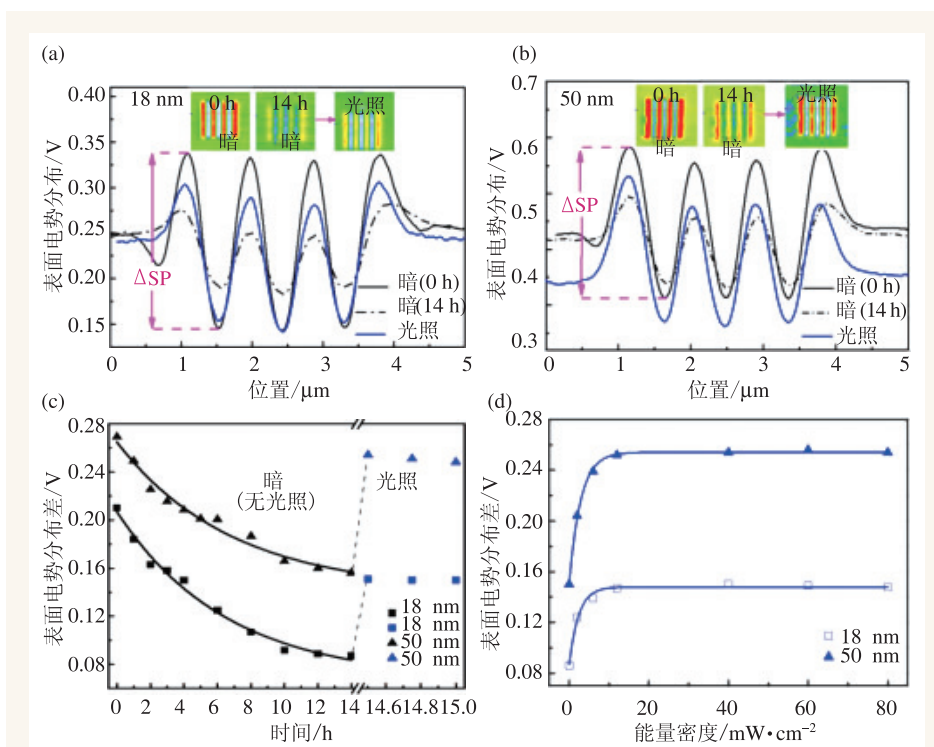 (a)
18 nm
0 h
14 h
光照
暗
暗
ΔSP
暗(0 h)
暗(14 h)
光照
0.40
0.35
0.30
0.25
0.20
0.15
表面电势分布/V
0 1 2 3 4 5
位置/μm
(b)
50 nm
0 h
14 h
光照
暗
暗
ΔSP
暗(0 h)
暗(14 h)
光照
0.7
0.6
0.5
0.4
0.3
表面电势分布/V
0 1 2 3 4 5
位置/μm
(c)
暗
(无光照)
光照
18 nm
18 nm
50 nm
50 nm
0.28
0.24
0.20
0.16
0.12
0.08
表面电势分布差/V
0 2 4 6 8 10 12 14 14.6 14.8 15.0
时间/h
(d)
18 nm
50 nm
0.28
0.24
0.20
0.16
0.12
0.08
表面电势分布差/V
0 20 40 60 80
能量密度/mW·cm⁻²